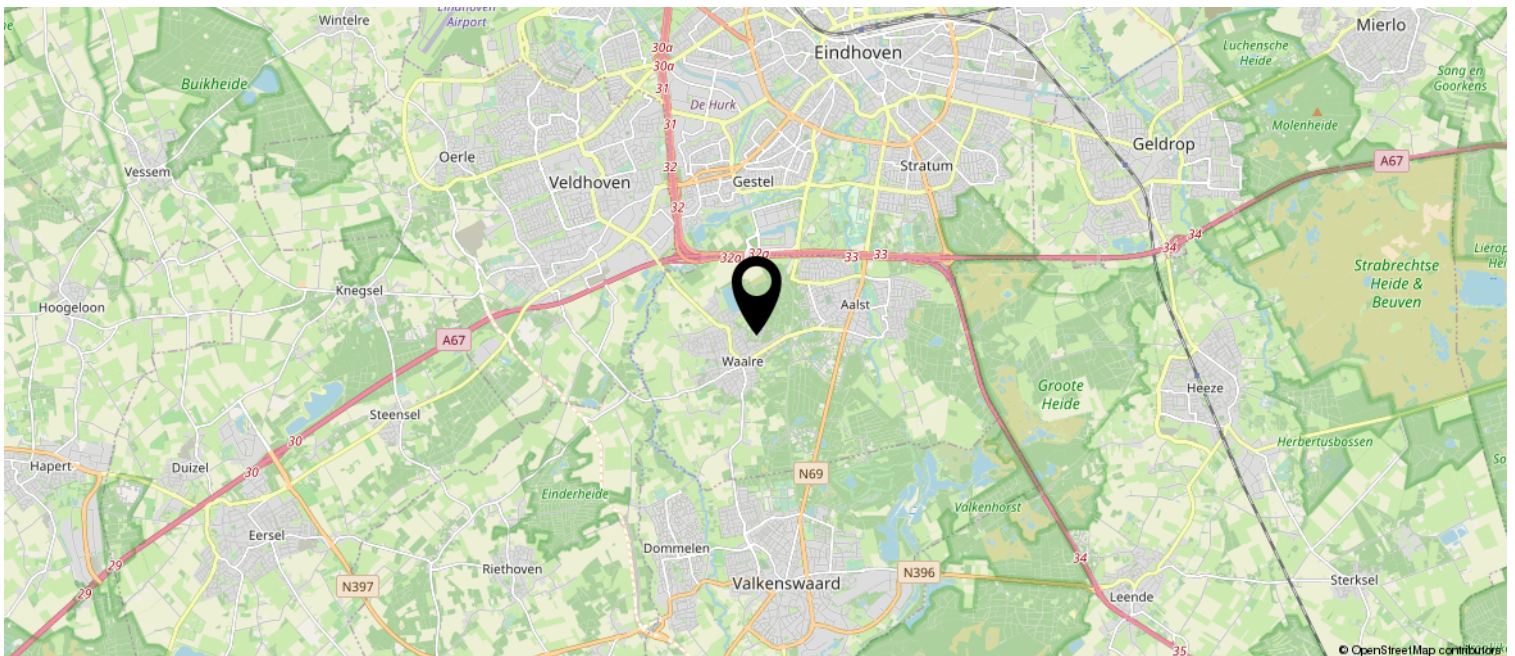 Wintelre
Eindhoven
Airport
Mierlo
30a
30a
Eindhoven
Luchensche
Heide
Buikheide
31
De Hurk
Sang en
Goorkens
31
Molenheide
Oerle
Geldrop
Vessem
32
Stratum
A67
Veldhoven
Gestel
32
34
34
32a
32a
33
33
Strabrechtse
Heide &
Beuven
Knegsel
Hoogeloon
Aalst
A67
Waalre
Groote
Heide
Heeze
Steensel
30
Herbertusbossen
Hapert
Duizel
30
N69
Einderheide
Valkenhorst
Eersel
Dommelen
34
29
Riethoven
N396
Sterksel
N397
Valkenswaard
29
Leende
35
© OpenStreetMap contributors